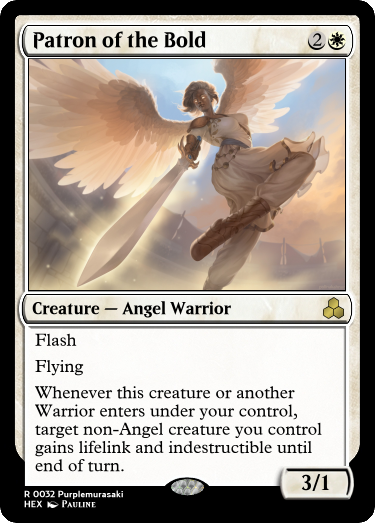 Patron of the Bold 2
Creature — Angel Warrior
Flash
Flying
Whenever this creature or another
Warrior enters under your control,
target non-Angel creature you control
gains lifelink and indestructible until
end of turn.
3/1
R 0032 Purplemurasaki
HEX Pauline